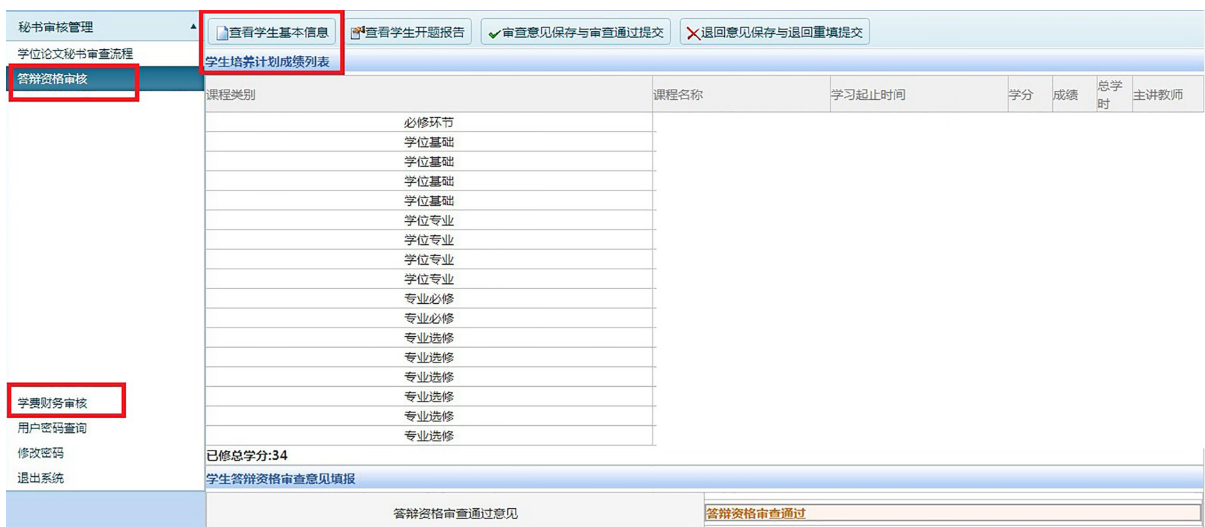 秘书审核管理
学位论文秘书审查流程
答辩资格审核
学费财务审核
用户密码查询
修改密码
退出系统
查看学生基本信息 查看学生开题报告 审查意见保存与审查通过提交 退回意见保存与退回重填提交
学生培养计划成绩列表
课程类别 课程名称 学习起止时间 学分 成绩 总学时 主讲教师
必修环节
学位基础
学位基础
学位基础
学位基础
学位专业
学位专业
学位专业
学位专业
专业必修
专业必修
专业选修
专业选修
专业选修
专业选修
专业选修
专业选修
已修总学分:34
学生答辩资格审查意见填报
答辩资格审查通过意见 答辩资格审查通过